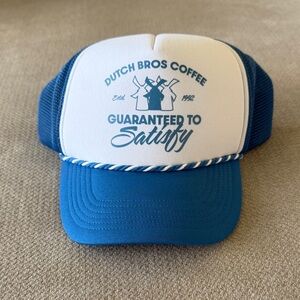 DUTCH BROS COFFEE
Estd 1992
GUARANTEED TO
Satisfy